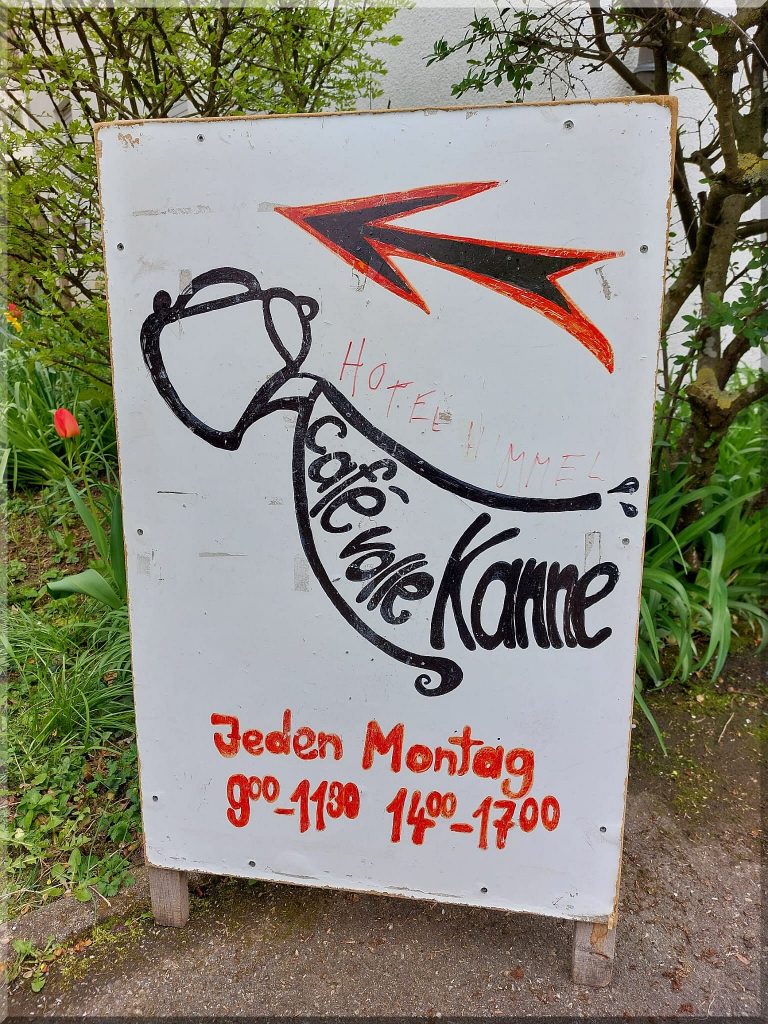 HOTEL HIMMEL
café volle
Kanne
Jeden Montag
9⁰⁰-11³⁰ 14⁰⁰-17⁰⁰